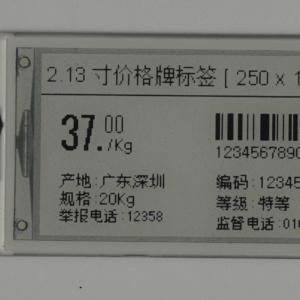 2.13 寸价格牌标签 [ 250 x 1
37.00
/Kg
1234567890
产地:广东深圳
编码:12345
规格:20Kg
等级:特等
举报电话:12358
监督电话:010